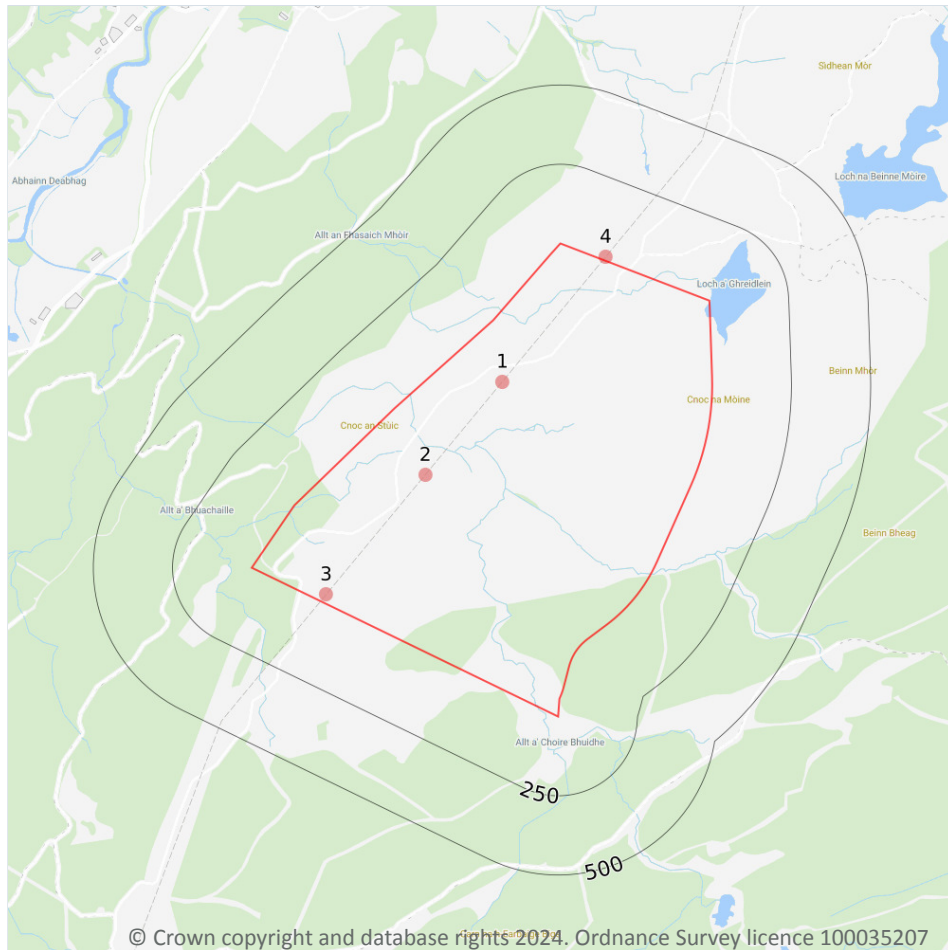 Sìdhean Mòr
Loch na Beinne Mòire
Abhainn Deabhag
Allt an Fhasaich Mhòir
4
Loch a' Ghreidlein
1
Beinn Mhòr
Cnoc na Mòine
Cnoc an Stùic
2
Allt a' Bhuachaille
Beinn Bheag
3
Allt a' Choire Bhuidhe
250
500
© Crown copyright and database rights 2024. Ordnance Survey licence 100035207